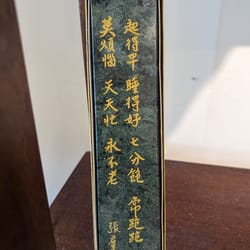 起得早 睡得好 七分飽 常跑跑
莫煩惱 天天忙 永不老
張